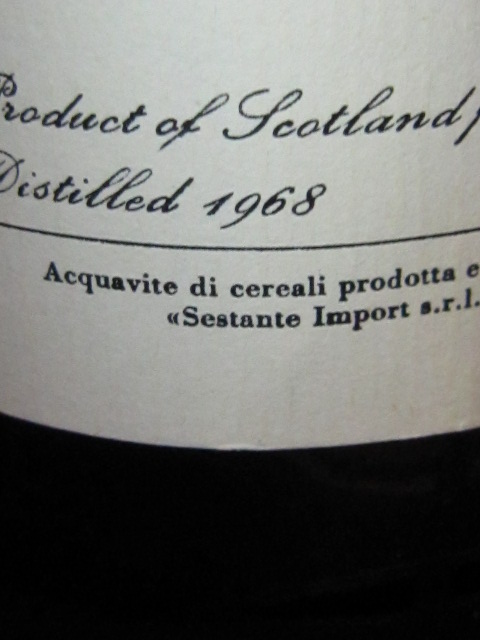 Product of Scotland
Distilled 1968
Acquavite di cereali prodotta e
«Sestante Import s.r.l.